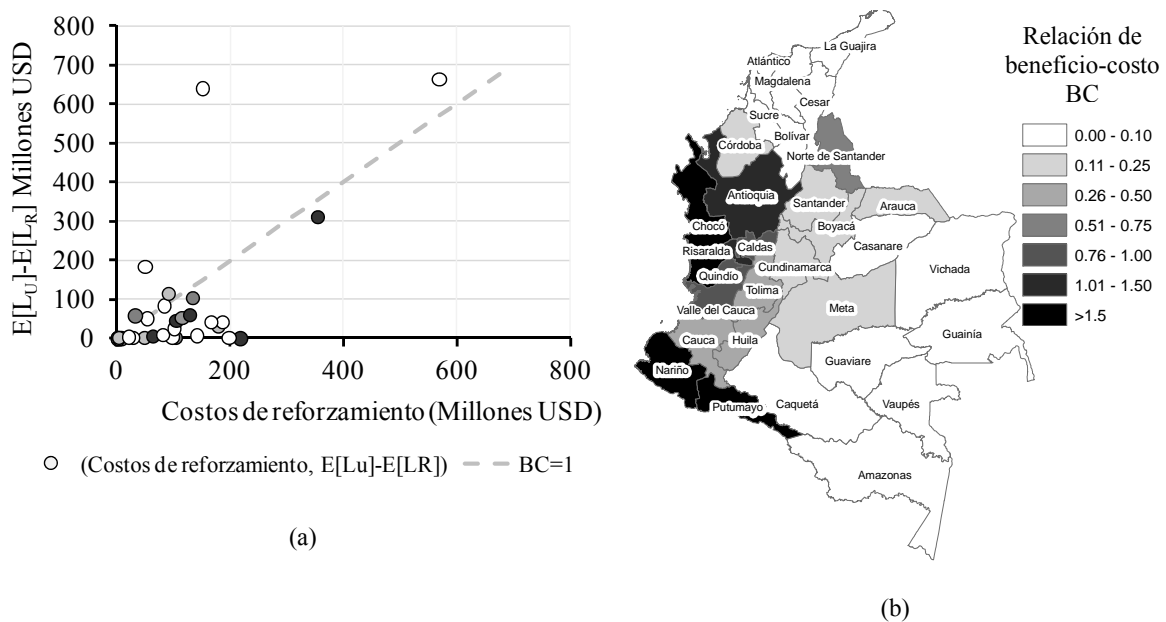 (a)
800
700
600
500
400
300
200
100
0
E[L_U]-E[L_R] Millones USD
0 200 400 600 800
Costos de reforzamiento (Millones USD)
(Costos de reforzamiento, E[Lu]-E[LR]) BC=1
(a)
(b)
La Guajira
Atlántico
Magdalena
Cesar
Sucre
Bolívar
Córdoba
Norte de Santander
Antioquia
Santander
Arauca
Chocó
Boyacá
Casanare
Risaralda
Caldas
Cundinamarca
Vichada
Quindío
Tolima
Valle del Cauca
Meta
Cauca
Huila
Guainía
Guaviare
Nariño
Putumayo
Caquetá
Vaupés
Amazonas
Relación de
beneficio-costo
BC
0.00 - 0.10
0.11 - 0.25
0.26 - 0.50
0.51 - 0.75
0.76 - 1.00
1.01 - 1.50
>1.5
(b)